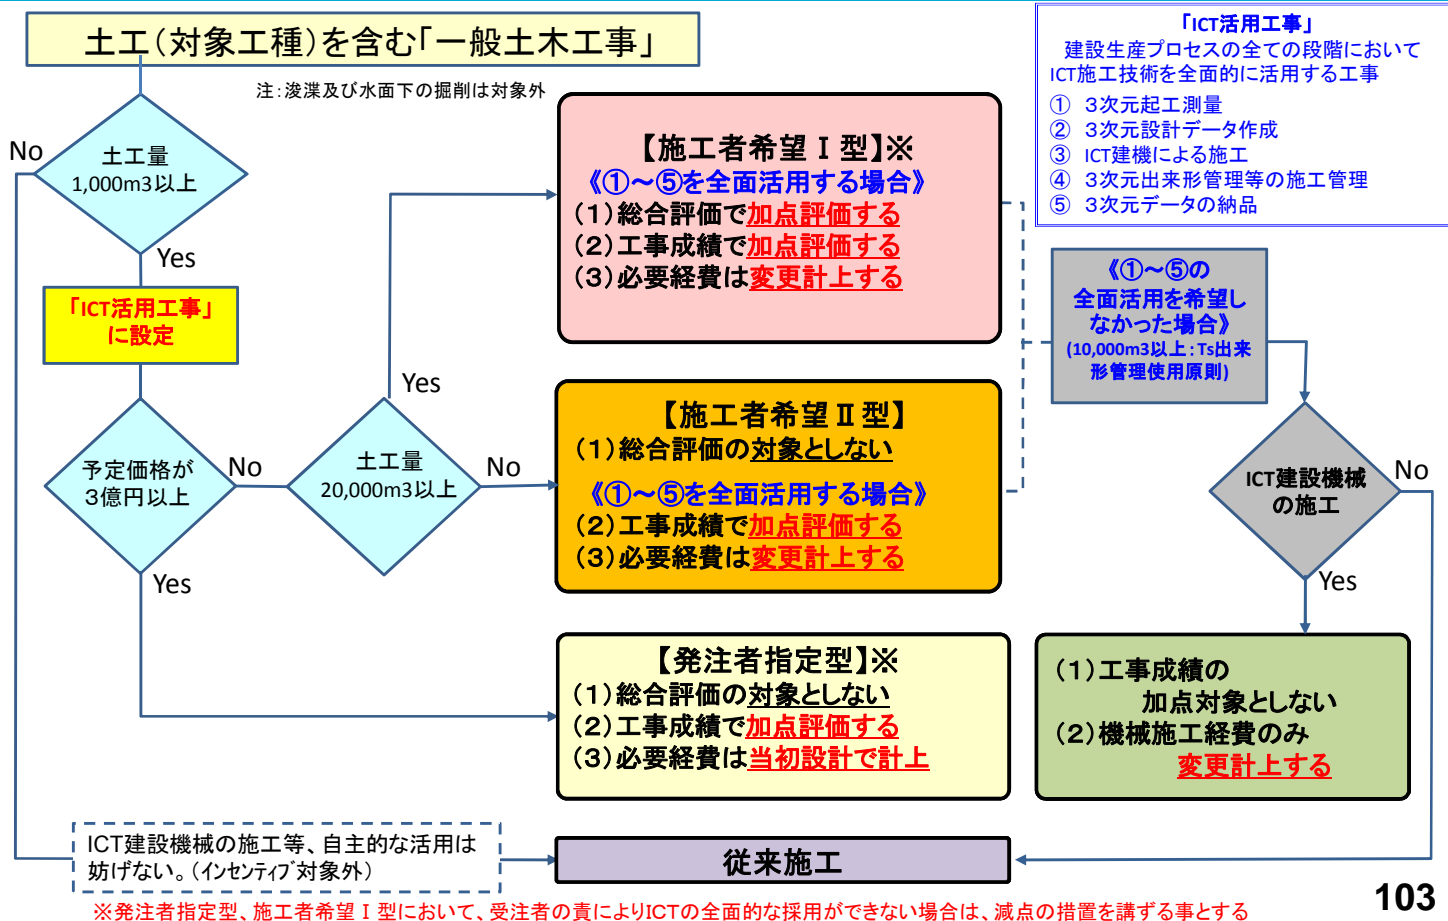 土工(対象工種)を含む「一般土木工事」
注:浚渫及び水面下の掘削は対象外
「ICT活用工事」
建設生産プロセスの全ての段階において
ICT施工技術を全面的に活用する工事
① 3次元起工測量
② 3次元設計データ作成
③ ICT建機による施工
④ 3次元出来形管理等の施工管理
⑤ 3次元データの納品
No
土工量
1,000m3以上
Yes
「ICT活用工事」
に設定
予定価格が
3億円以上
No
Yes
土工量
20,000m3以上
Yes
No
【施工者希望Ⅰ型】※
《①~⑤を全面活用する場合》
(1)総合評価で加点評価する
(2)工事成績で加点評価する
(3)必要経費は変更計上する
【施工者希望Ⅱ型】
(1)総合評価の対象としない
《①~⑤を全面活用する場合》
(2)工事成績で加点評価する
(3)必要経費は変更計上する
【発注者指定型】※
(1)総合評価の対象としない
(2)工事成績で加点評価する
(3)必要経費は当初設計で計上
《①~⑤の
全面活用を希望し
なかった場合》
(10,000m3以上:Ts出来
形管理使用原則)
ICT建設機械
の施工
No
Yes
(1)工事成績の
加点対象としない
(2)機械施工経費のみ
変更計上する
ICT建設機械の施工等、自主的な活用は
妨げない。(インセンティブ対象外)
従来施工
※発注者指定型、施工者希望Ⅰ型において、受注者の責によりICTの全面的な採用ができない場合は、減点の措置を講ずる事とする
103